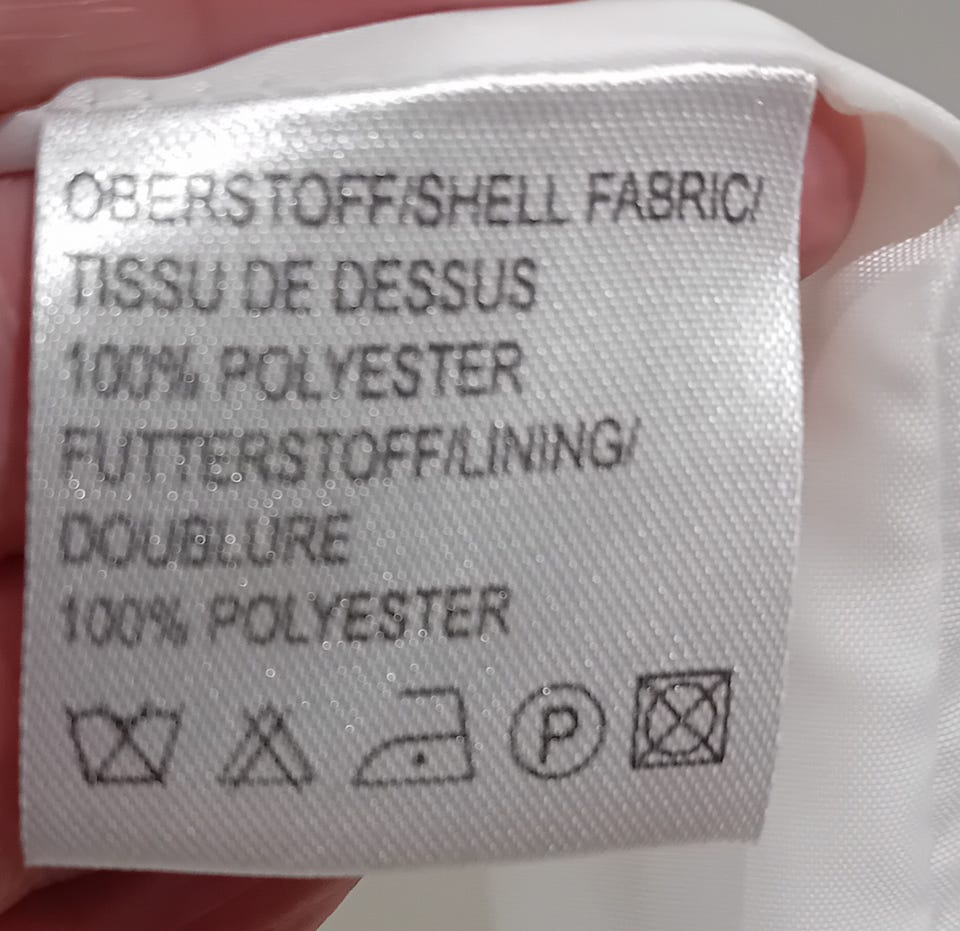 OBERSTOFF/SHELL FABRIC/
TISSU DE DESSUS
100% POLYESTER
FUTTERSTOFF/LINING/
DOUBLURE
100% POLYESTER
P